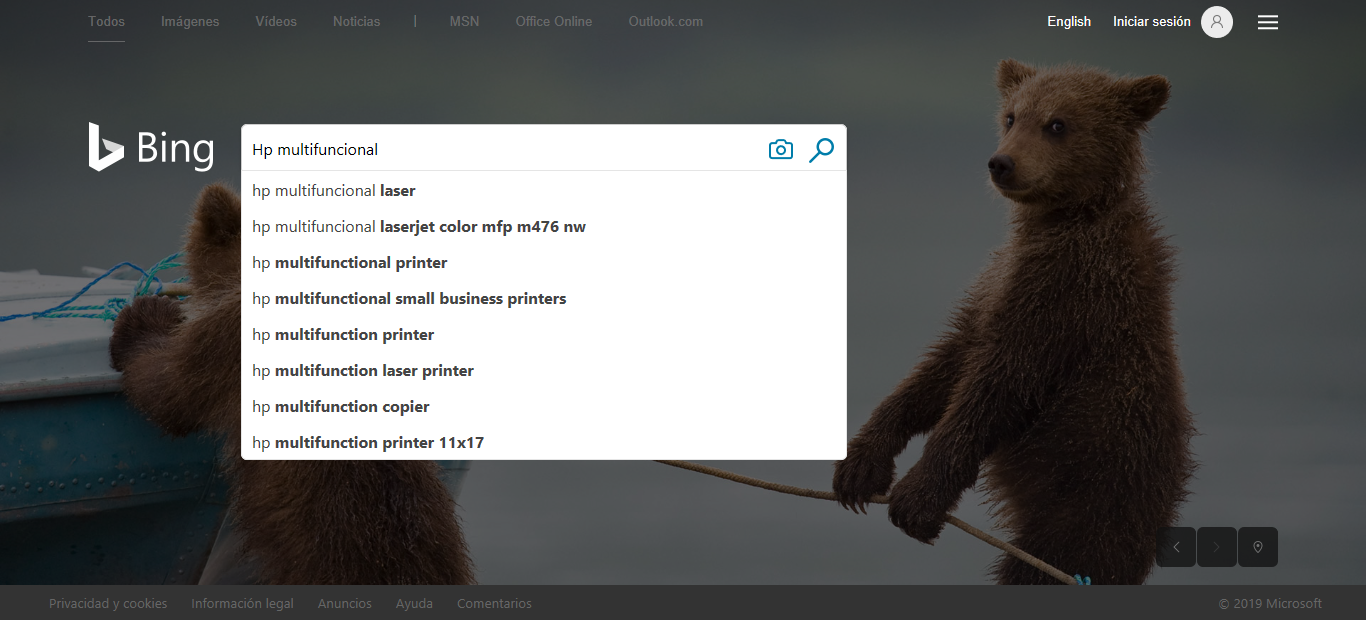 Todos Imágenes Vídeos Noticias | MSN Office Online Outlook.com English Iniciar sesión
Bing
Hp multifuncional
hp multifuncional laser
hp multifuncional laserjet color mfp m476 nw
hp multifunctional printer
hp multifunctional small business printers
hp multifunction printer
hp multifunction laser printer
hp multifunction copier
hp multifunction printer 11x17
Privacidad y cookies Información legal Anuncios Ayuda Comentarios © 2019 Microsoft